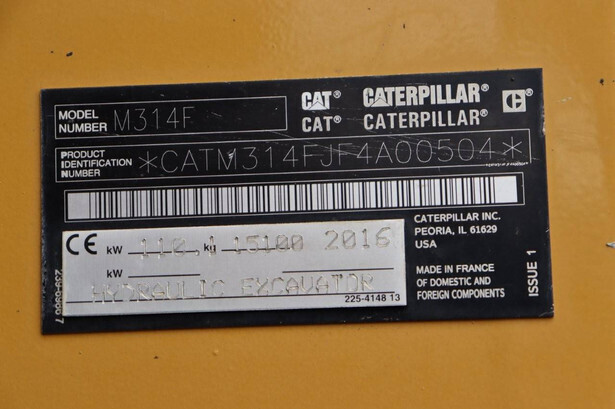 MODEL NUMBER M314F
CAT® CATERPILLAR®
CAT® CATERPILLAR®
PRODUCT IDENTIFICATION NUMBER *CATM314FJF4A00504*
CATERPILLAR INC.
PEORIA, IL 61629
USA
CE kW 110.1 kg 15100 2016
kW
HYDRAULIC EXCAVATOR
225-4148 13
MADE IN FRANCE
OF DOMESTIC AND
FOREIGN COMPONENTS
ISSUE 1